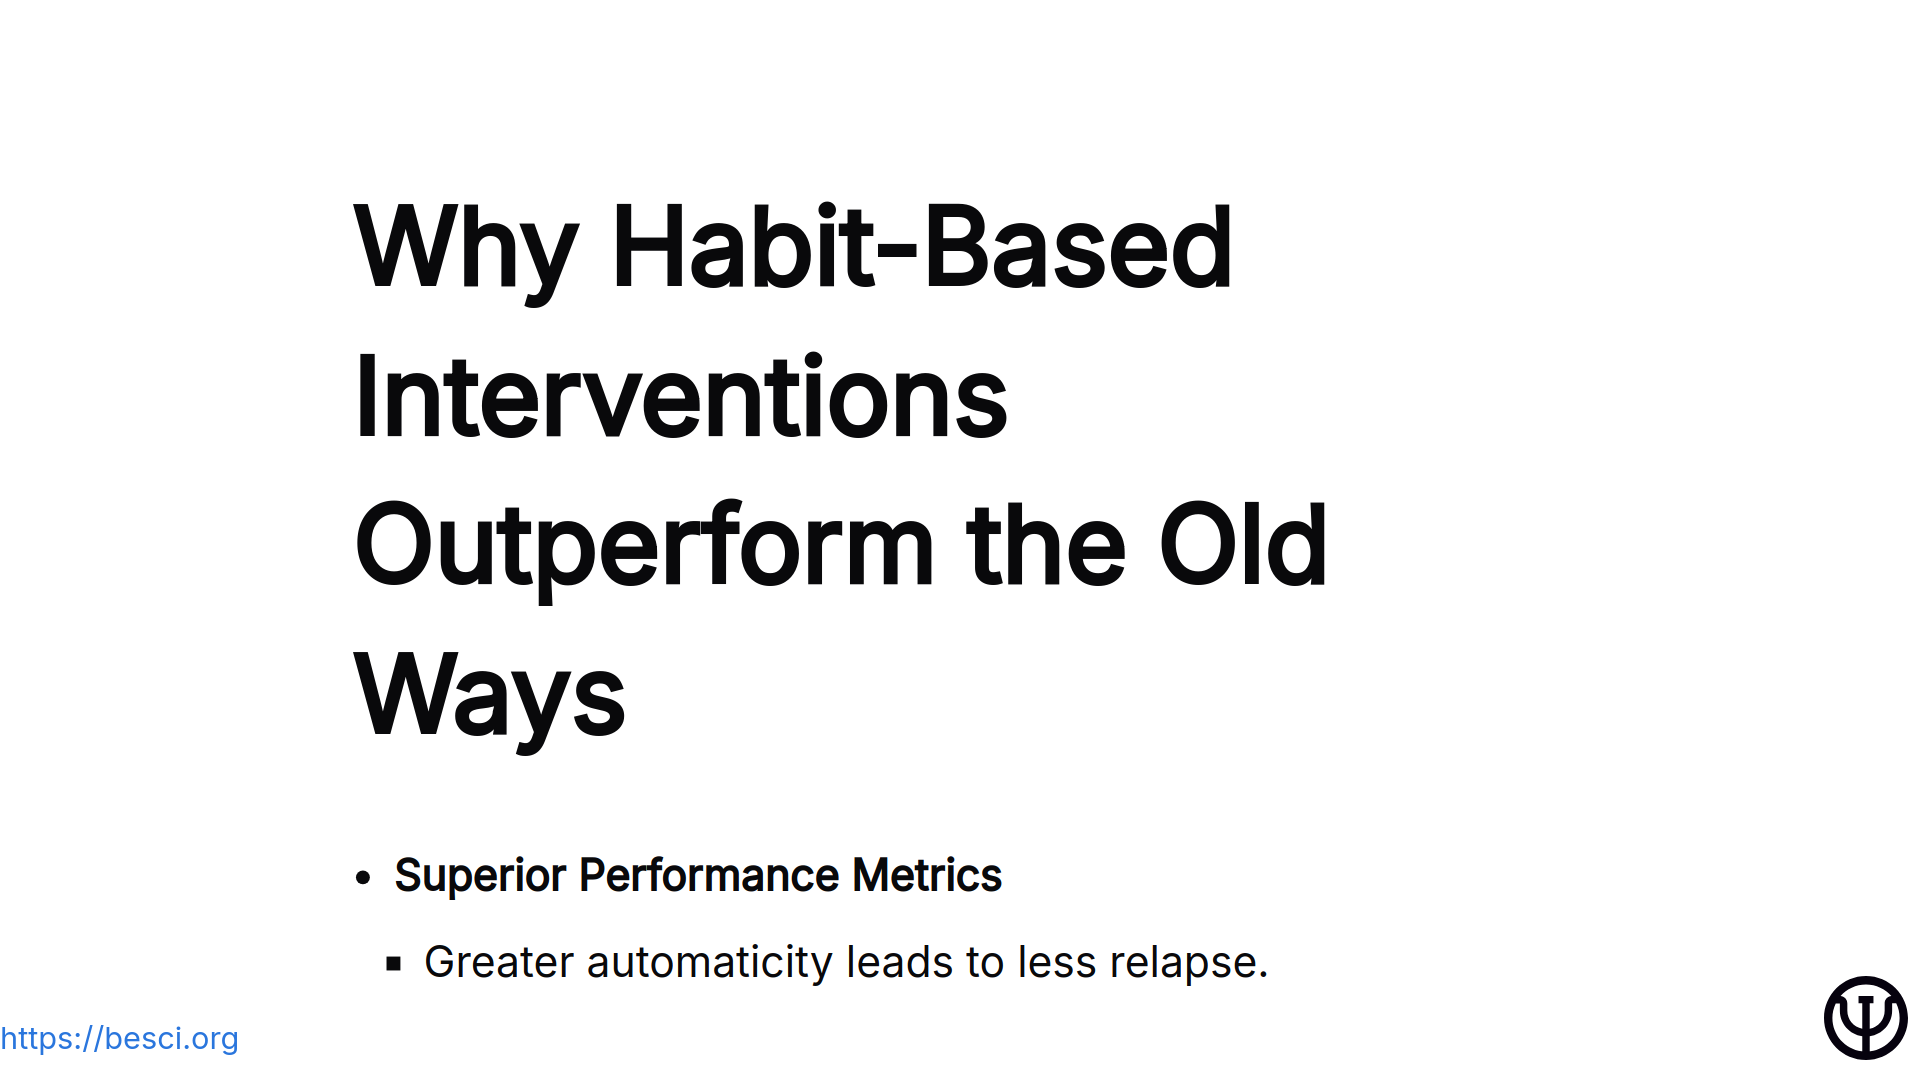 Why Habit-Based
Interventions
Outperform the Old
Ways
• Superior Performance Metrics
▪ Greater automaticity leads to less relapse.
https://besci.org